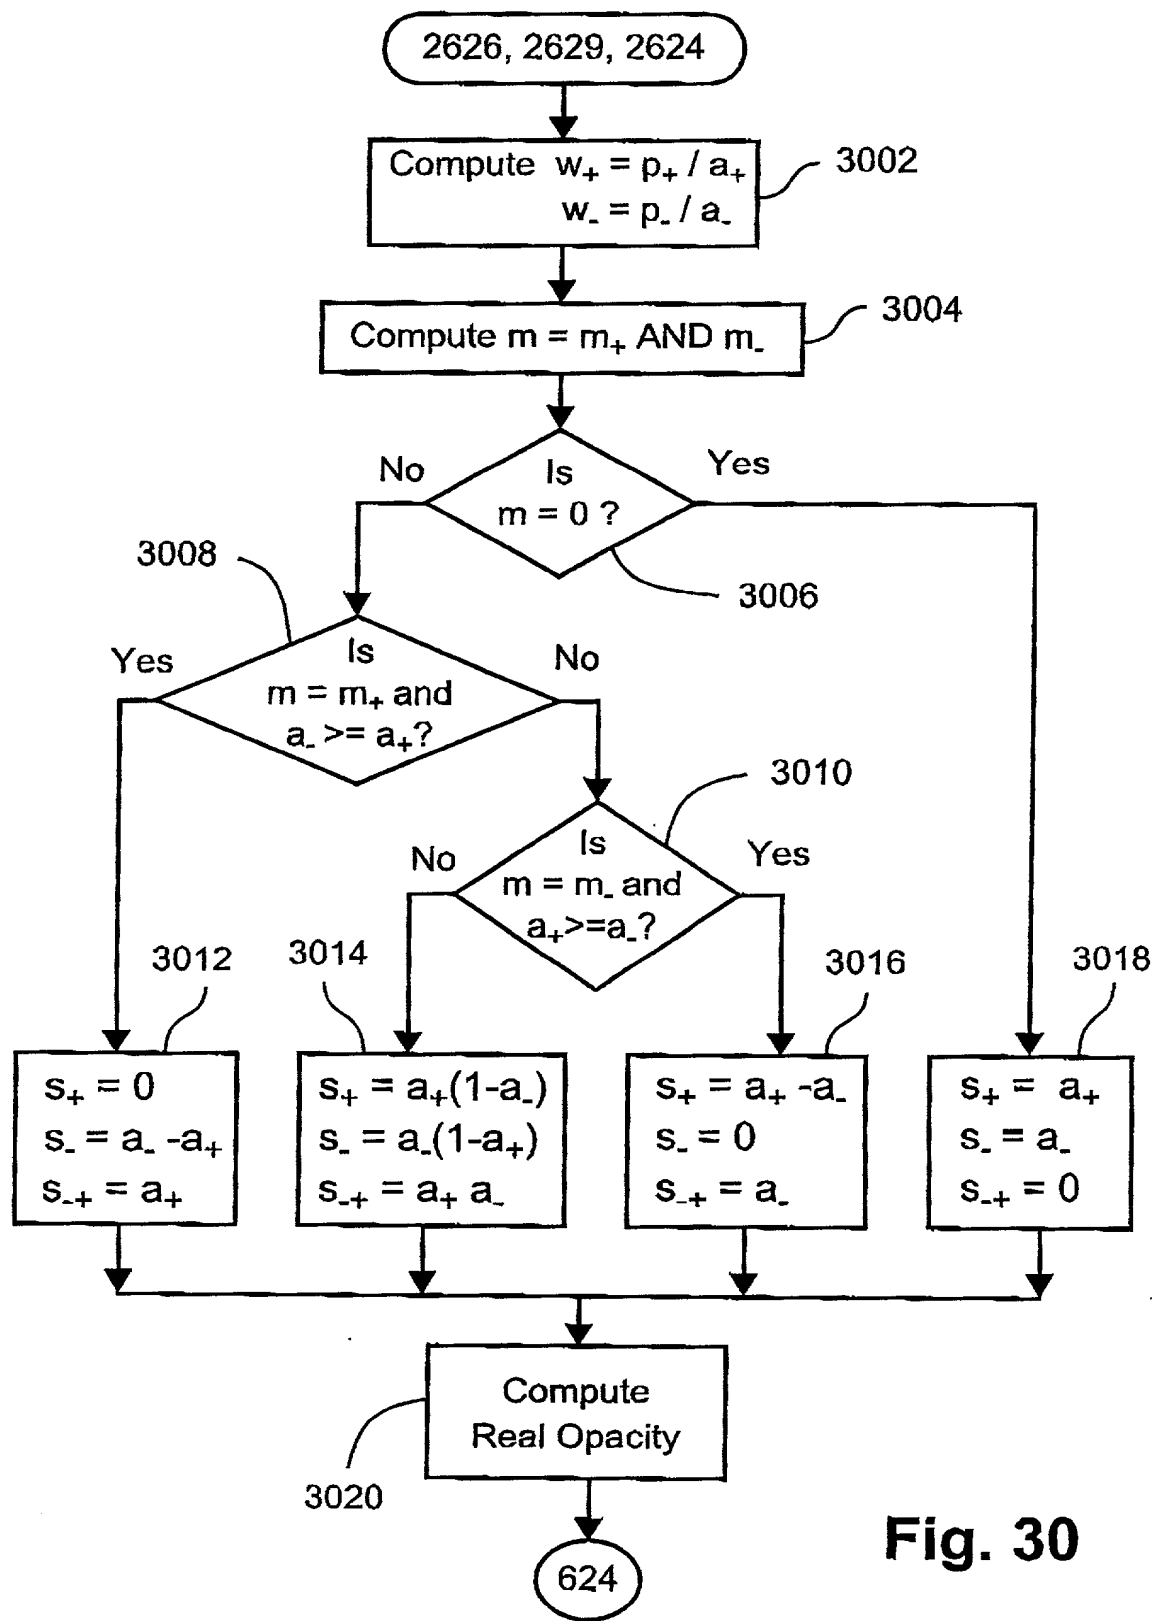 2626, 2629, 2624
Compute w₊ = p₊ / a₊
w₋ = p₋ / a₋
3002
Compute m = m₊ AND m₋
3004
No
Is
m = 0 ?
Yes
3006
3008
Yes
Is
m = m₊ and
a₋ >= a₊?
No
3010
No
Is
m = m₋ and
a₊>=a₋?
Yes
3012
s₊ = 0
s₋ = a₋ -a₊
s₋₊ = a₊
3014
s₊ = a₊(1-a₋)
s₋ = a₋(1-a₊)
s₋₊ = a₊ a₋
3016
s₊ = a₊ -a₋
s₋ = 0
s₋₊ = a₋
3018
s₊ = a₊
s₋ = a₋
s₋₊ = 0
Compute
Real Opacity
3020
624
Fig. 30